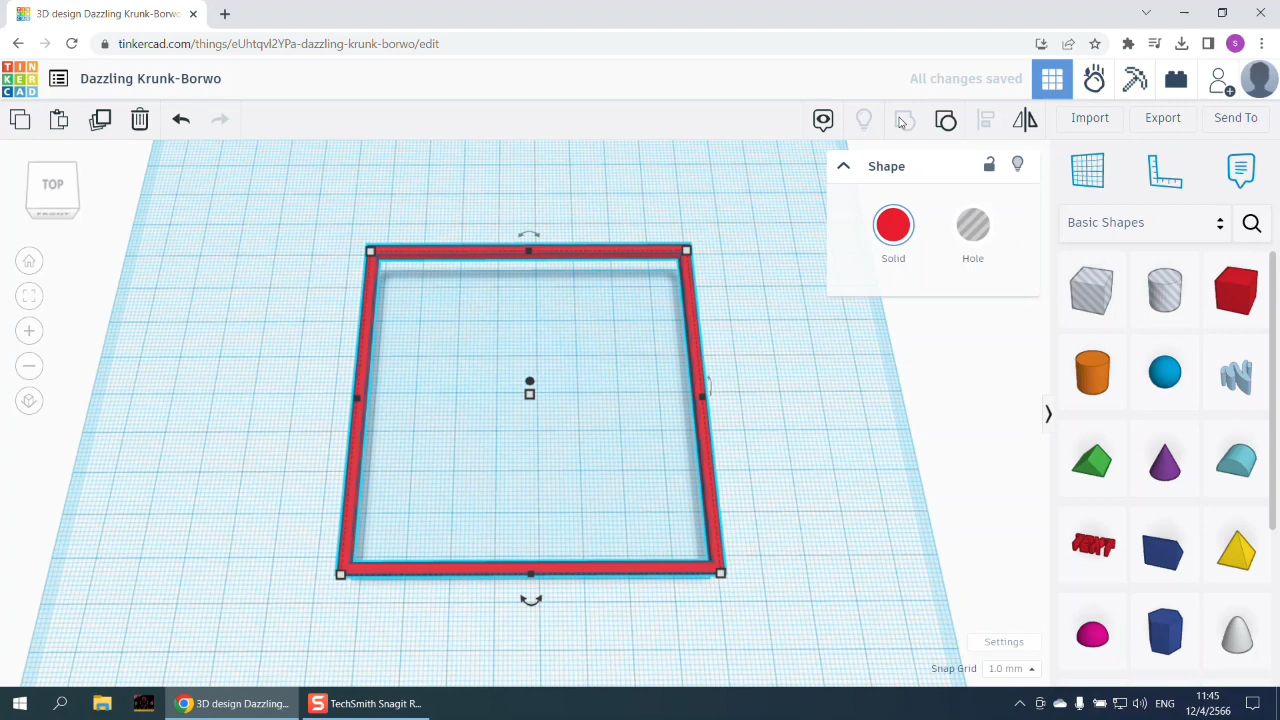 3D design Dazzling Krunk-Borwo
tinkercad.com/things/eUhtqvl2YPa-dazzling-krunk-borwo/edit
S
TIN
KER
CAD
Dazzling Krunk-Borwo
All changes saved
Import
Export
Send To
TOP
FRONT
Shape
Solid
Hole
Basic Shapes
TEXT
Settings
Snap Grid
1.0 mm
3D design Dazzling...
S
TechSmith Snagit R...
ENG
11:45
12/4/2566